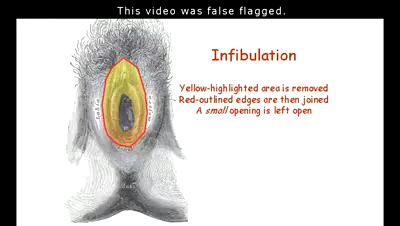 This video was false flagged.
Infibulation
Yellow-highlighted area is removed
Red-outlined edges are then joined
A small opening is left open